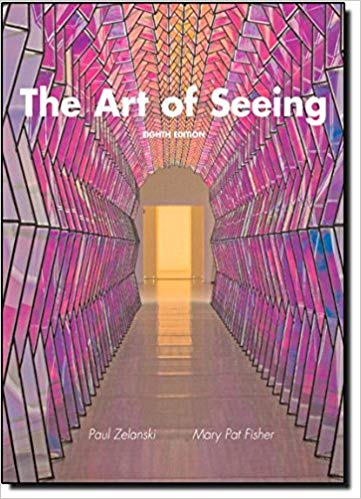 The Art of Seeing
EIGHTH EDITION
Paul Zelanski Mary Pat Fisher